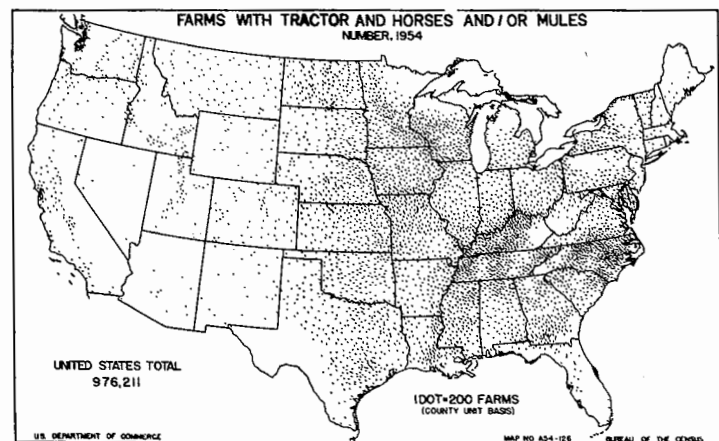 FARMS WITH TRACTOR AND HORSES AND/OR MULES
NUMBER, 1954
UNITED STATES TOTAL
976,211
1 DOT=200 FARMS
(COUNTY UNIT BASIS)
U.S. DEPARTMENT OF COMMERCE
MAP NO. A54-126
BUREAU OF THE CENSUS